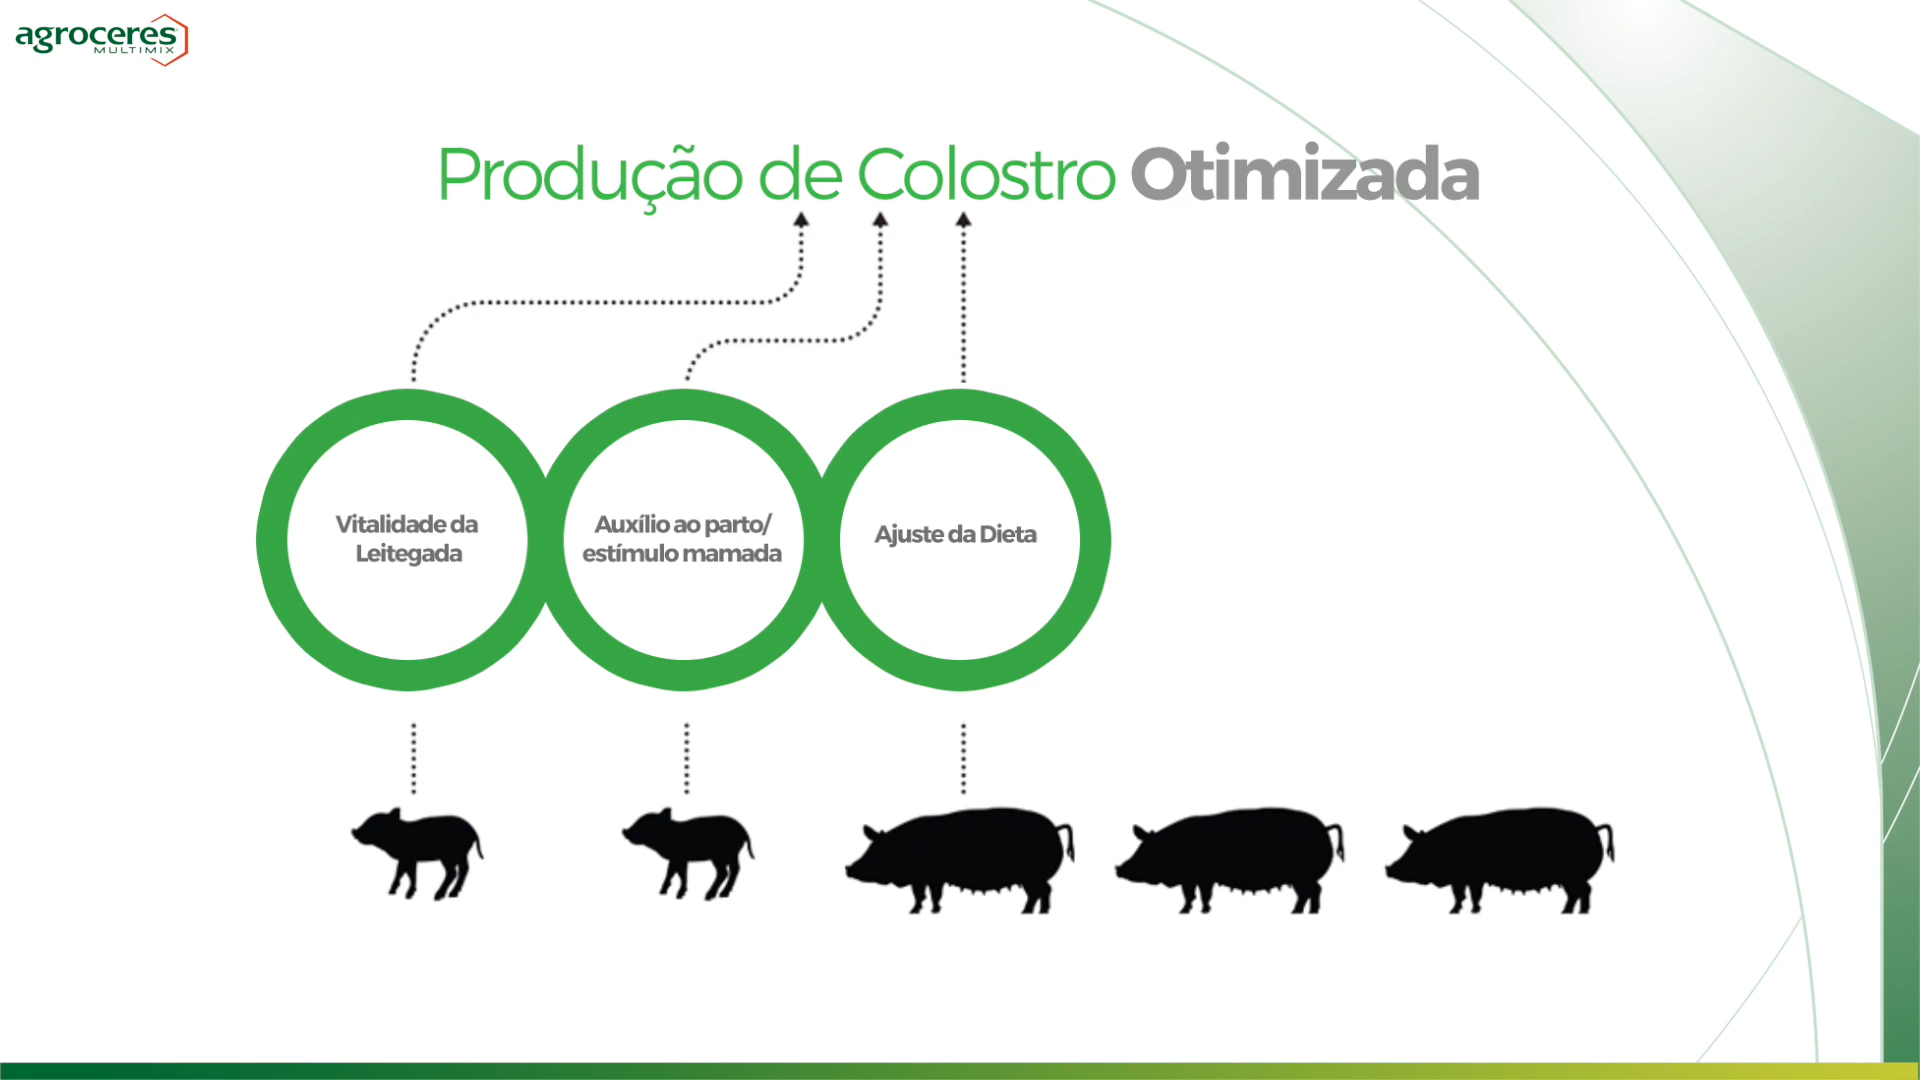 agroceres
MULTIMIX
Produção de Colostro Otimizada
Vitalidade da
Leitegada
Auxílio ao parto/
estímulo mamada
Ajuste da Dieta